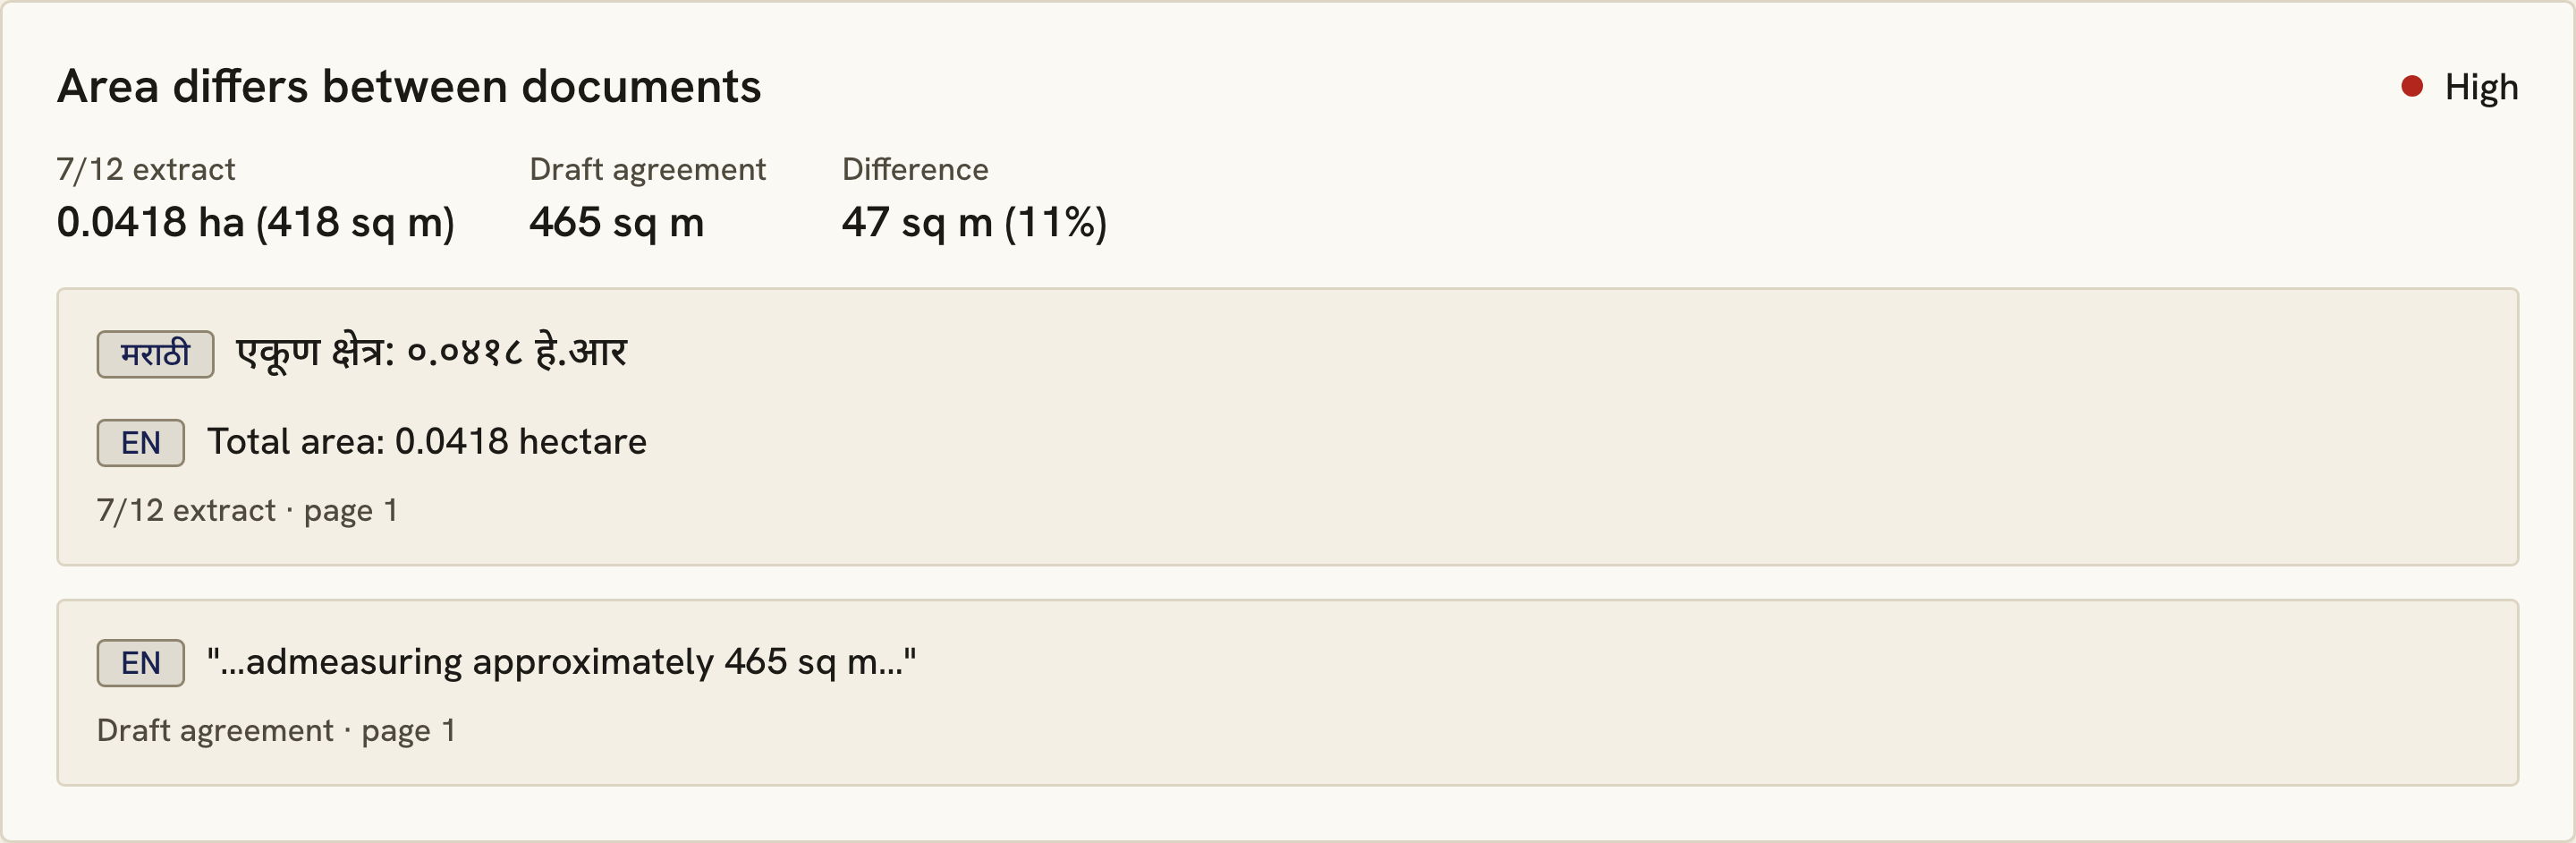 Area differs between documents
High
7/12 extract
Draft agreement
Difference
0.0418 ha (418 sq m)
465 sq m
47 sq m (11%)
मराठी एकूण क्षेत्र: ०.०४१८ हे.आर
EN Total area: 0.0418 hectare
7/12 extract · page 1
EN "...admeasuring approximately 465 sq m..."
Draft agreement · page 1